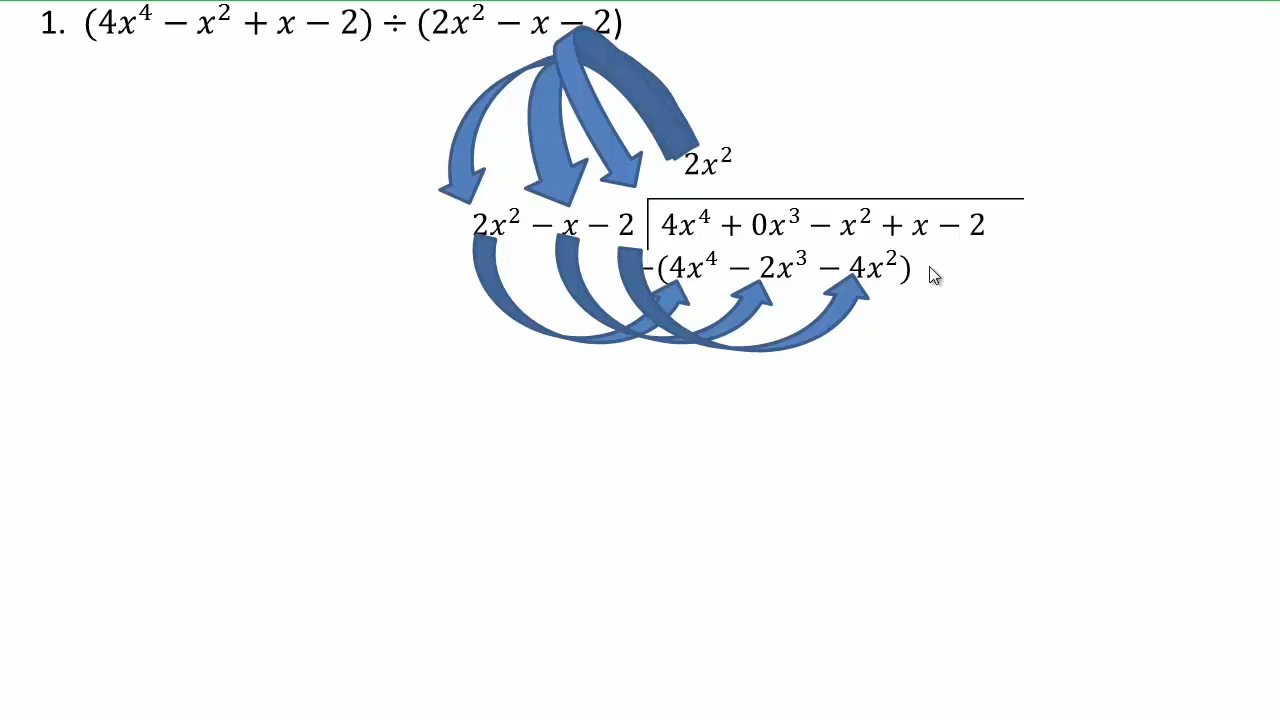 1. (4x⁴ − x² + x − 2) ÷ (2x² − x − 2)
2x²
2x² − x − 2 4x⁴ + 0x³ − x² + x − 2
−(4x⁴ − 2x³ − 4x²)